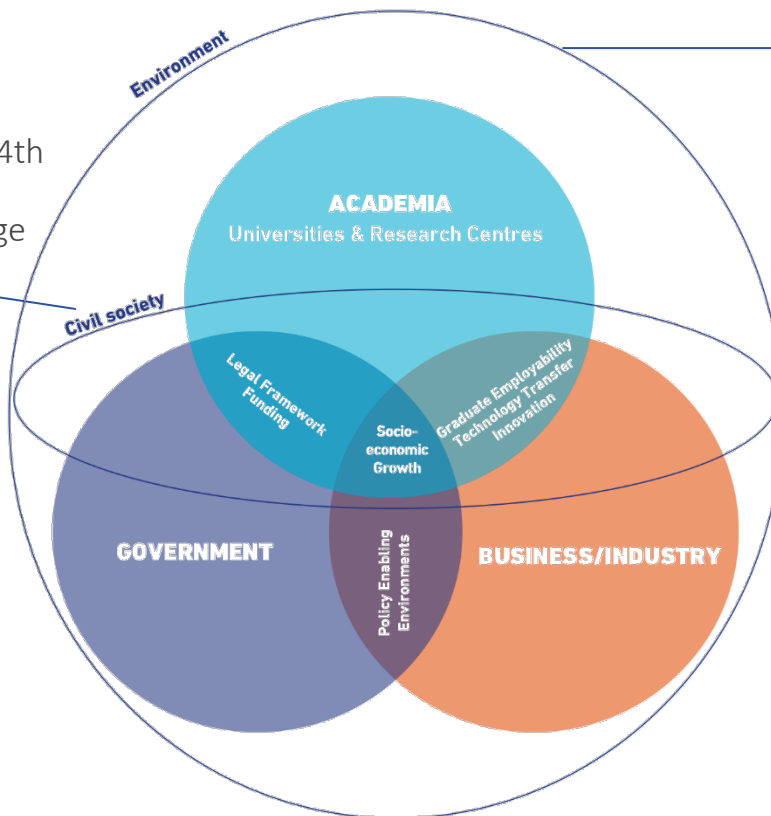 Environment
4th
ge
Civil society
ACADEMIA
Universities & Research Centres
Legal Framework
Funding
Graduate Employability
Technology Transfer
Innovation
Socio-
economic
Growth
GOVERNMENT
BUSINESS/INDUSTRY
Policy Enabling
Environments